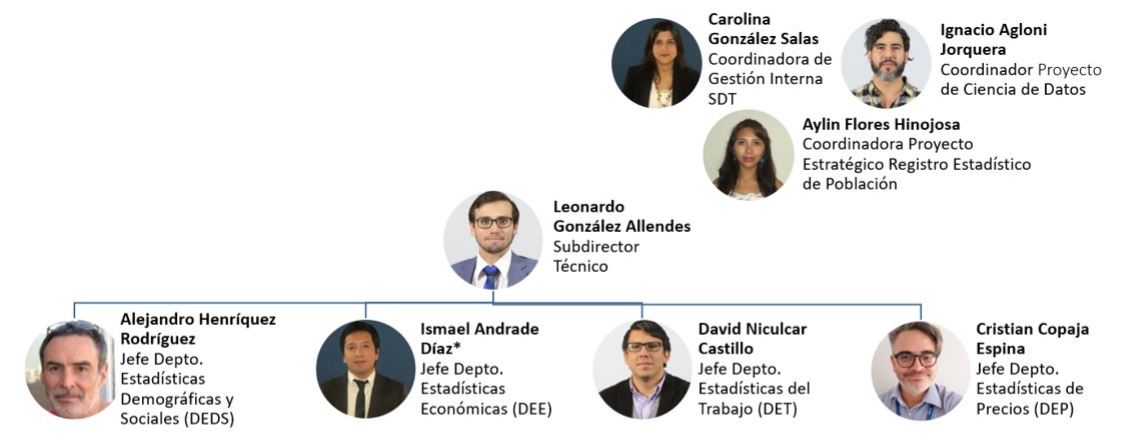 Carolina
González Salas
Coordinadora de
Gestión Interna
SDT
Ignacio Agloni
Jorquera
Coordinador Proyecto
de Ciencia de Datos
Aylin Flores Hinojosa
Coordinadora Proyecto
Estratégico Registro Estadístico
de Población
Leonardo
González Allendes
Subdirector
Técnico
Alejandro Henríquez
Rodríguez
Jefe Depto.
Estadísticas
Demográficas y
Sociales (DEDS)
Ismael Andrade
Díaz*
Jefe Depto.
Estadísticas
Económicas (DEE)
David Niculcar
Castillo
Jefe Depto.
Estadísticas del
Trabajo (DET)
Cristian Copaja
Espina
Jefe Depto.
Estadísticas de
Precios (DEP)